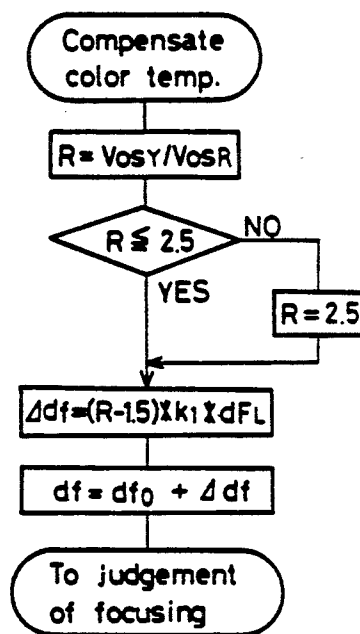 Compensate
color temp.
R = VosY/VosR
R ≦ 2.5
NO
YES
R = 2.5
Δdf=(R-1.5)*k1*dFL
df = df0 + Δdf
To judgement
of focusing